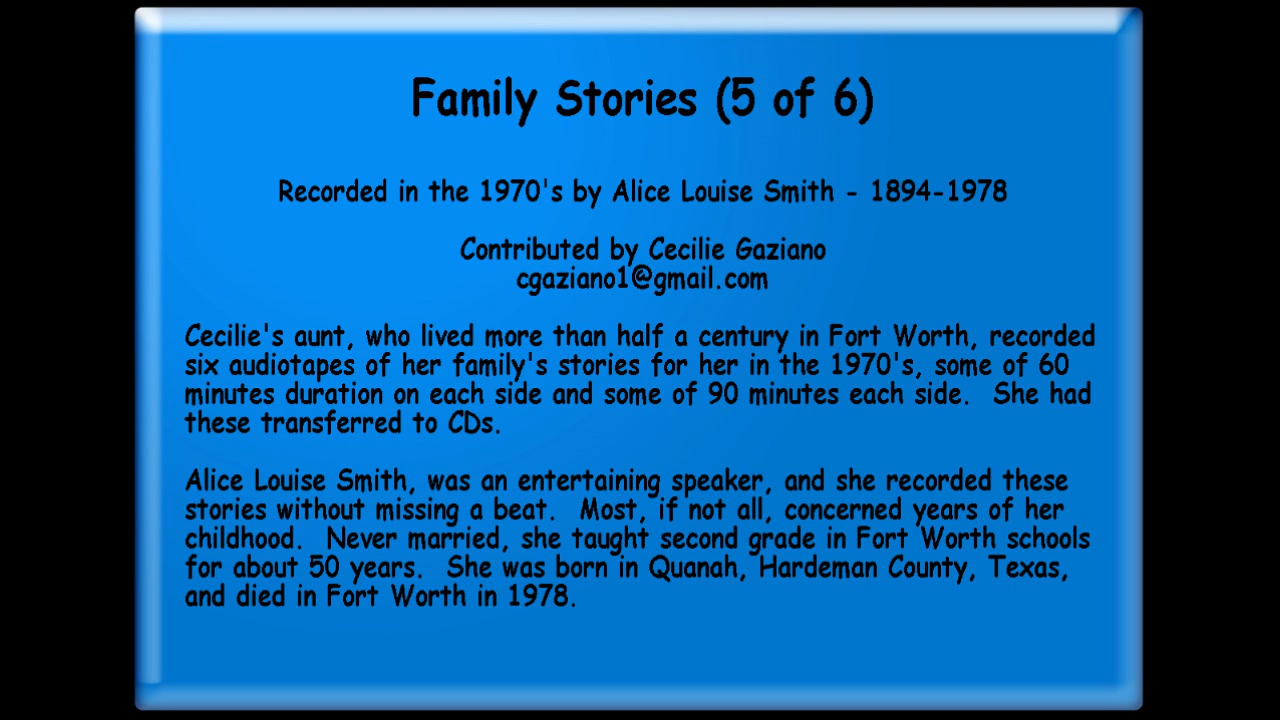 Family Stories (5 of 6)
Recorded in the 1970's by Alice Louise Smith - 1894-1978
Contributed by Cecilie Gaziano
cgaziano1@gmail.com
Cecilie's aunt, who lived more than half a century in Fort Worth, recorded
six audiotapes of her family's stories for her in the 1970's, some of 60
minutes duration on each side and some of 90 minutes each side.  She had
these transferred to CDs.
Alice Louise Smith, was an entertaining speaker, and she recorded these
stories without missing a beat.  Most, if not all, concerned years of her
childhood.  Never married, she taught second grade in Fort Worth schools
for about 50 years.  She was born in Quanah, Hardeman County, Texas,
and died in Fort Worth in 1978.